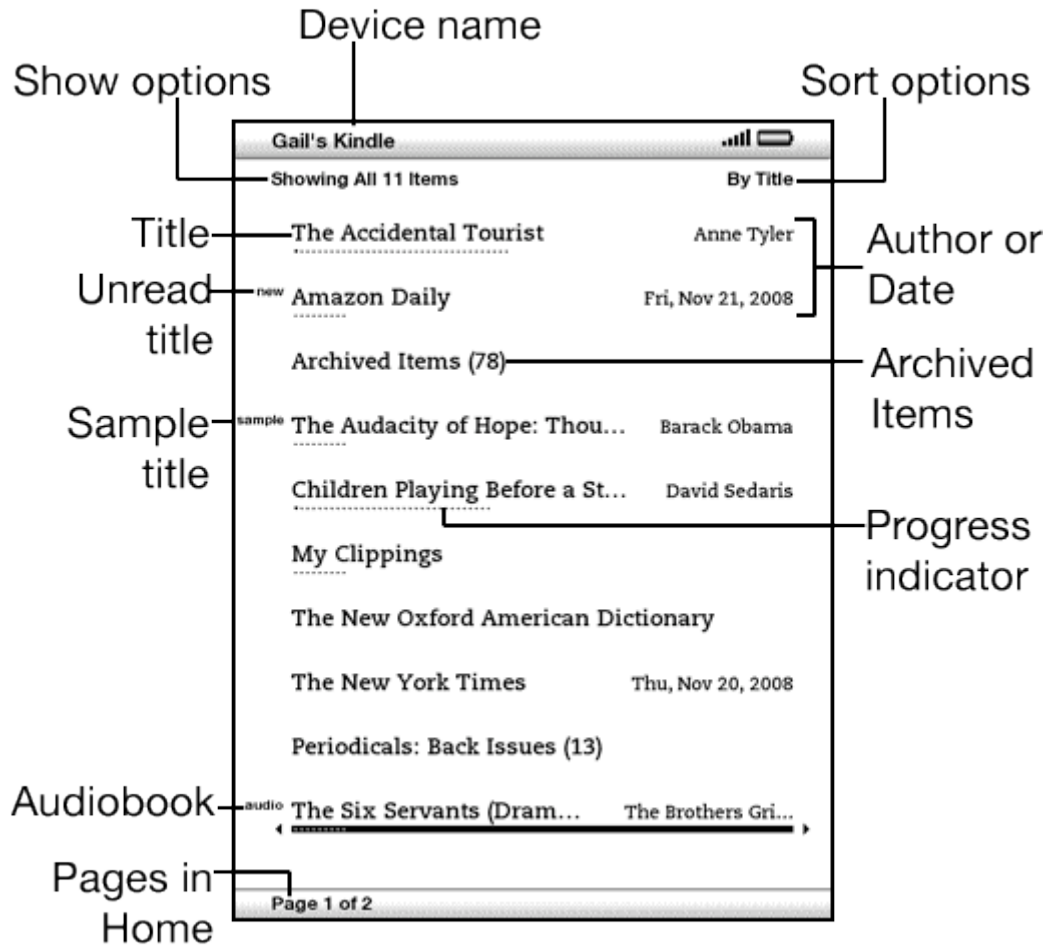 Device name
Show options
Sort options
Gail's Kindle
Showing All 11 Items
By Title
Title
The Accidental Tourist
Anne Tyler
Author or
Date
Unread
title
new
Amazon Daily
Fri, Nov 21, 2008
Archived Items (78)
Archived
Items
Sample
title
sample
The Audacity of Hope: Thou...
Barack Obama
Children Playing Before a St...
David Sedaris
Progress
indicator
My Clippings
The New Oxford American Dictionary
The New York Times
Thu, Nov 20, 2008
Periodicals: Back Issues (13)
Audiobook
audio
The Six Servants (Dram...
The Brothers Gri...
Pages in
Home
Page 1 of 2